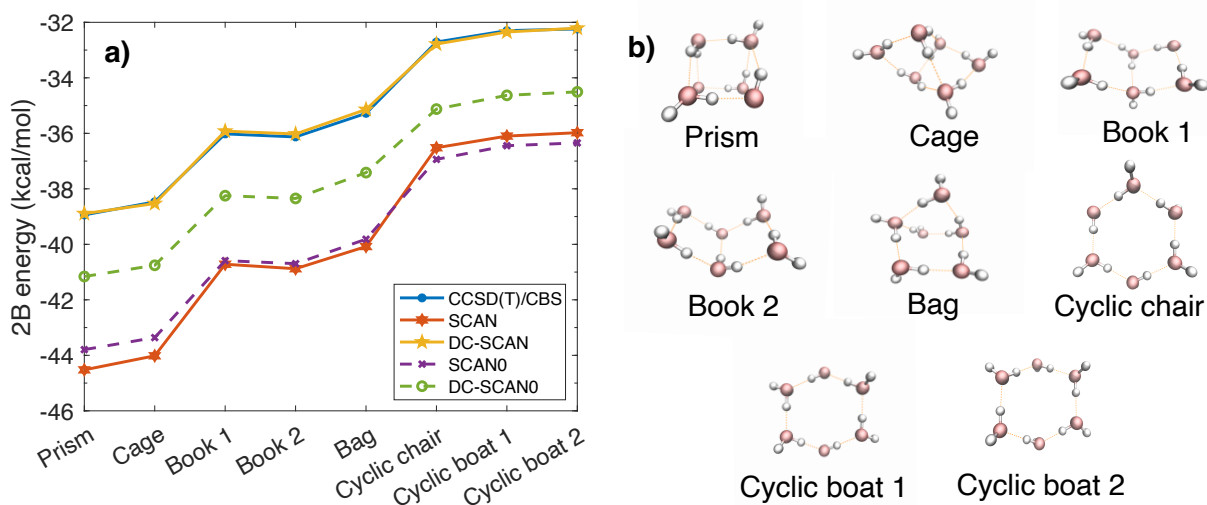 a)
2B energy (kcal/mol)
-32
-34
-36
-38
-40
-42
-44
-46
CCSD(T)/CBS
SCAN
DC-SCAN
SCAN0
DC-SCAN0
Prism
Cage
Book 1
Book 2
Bag
Cyclic chair
Cyclic boat 1
Cyclic boat 2
b)
Prism
Cage
Book 1
Book 2
Bag
Cyclic chair
Cyclic boat 1
Cyclic boat 2